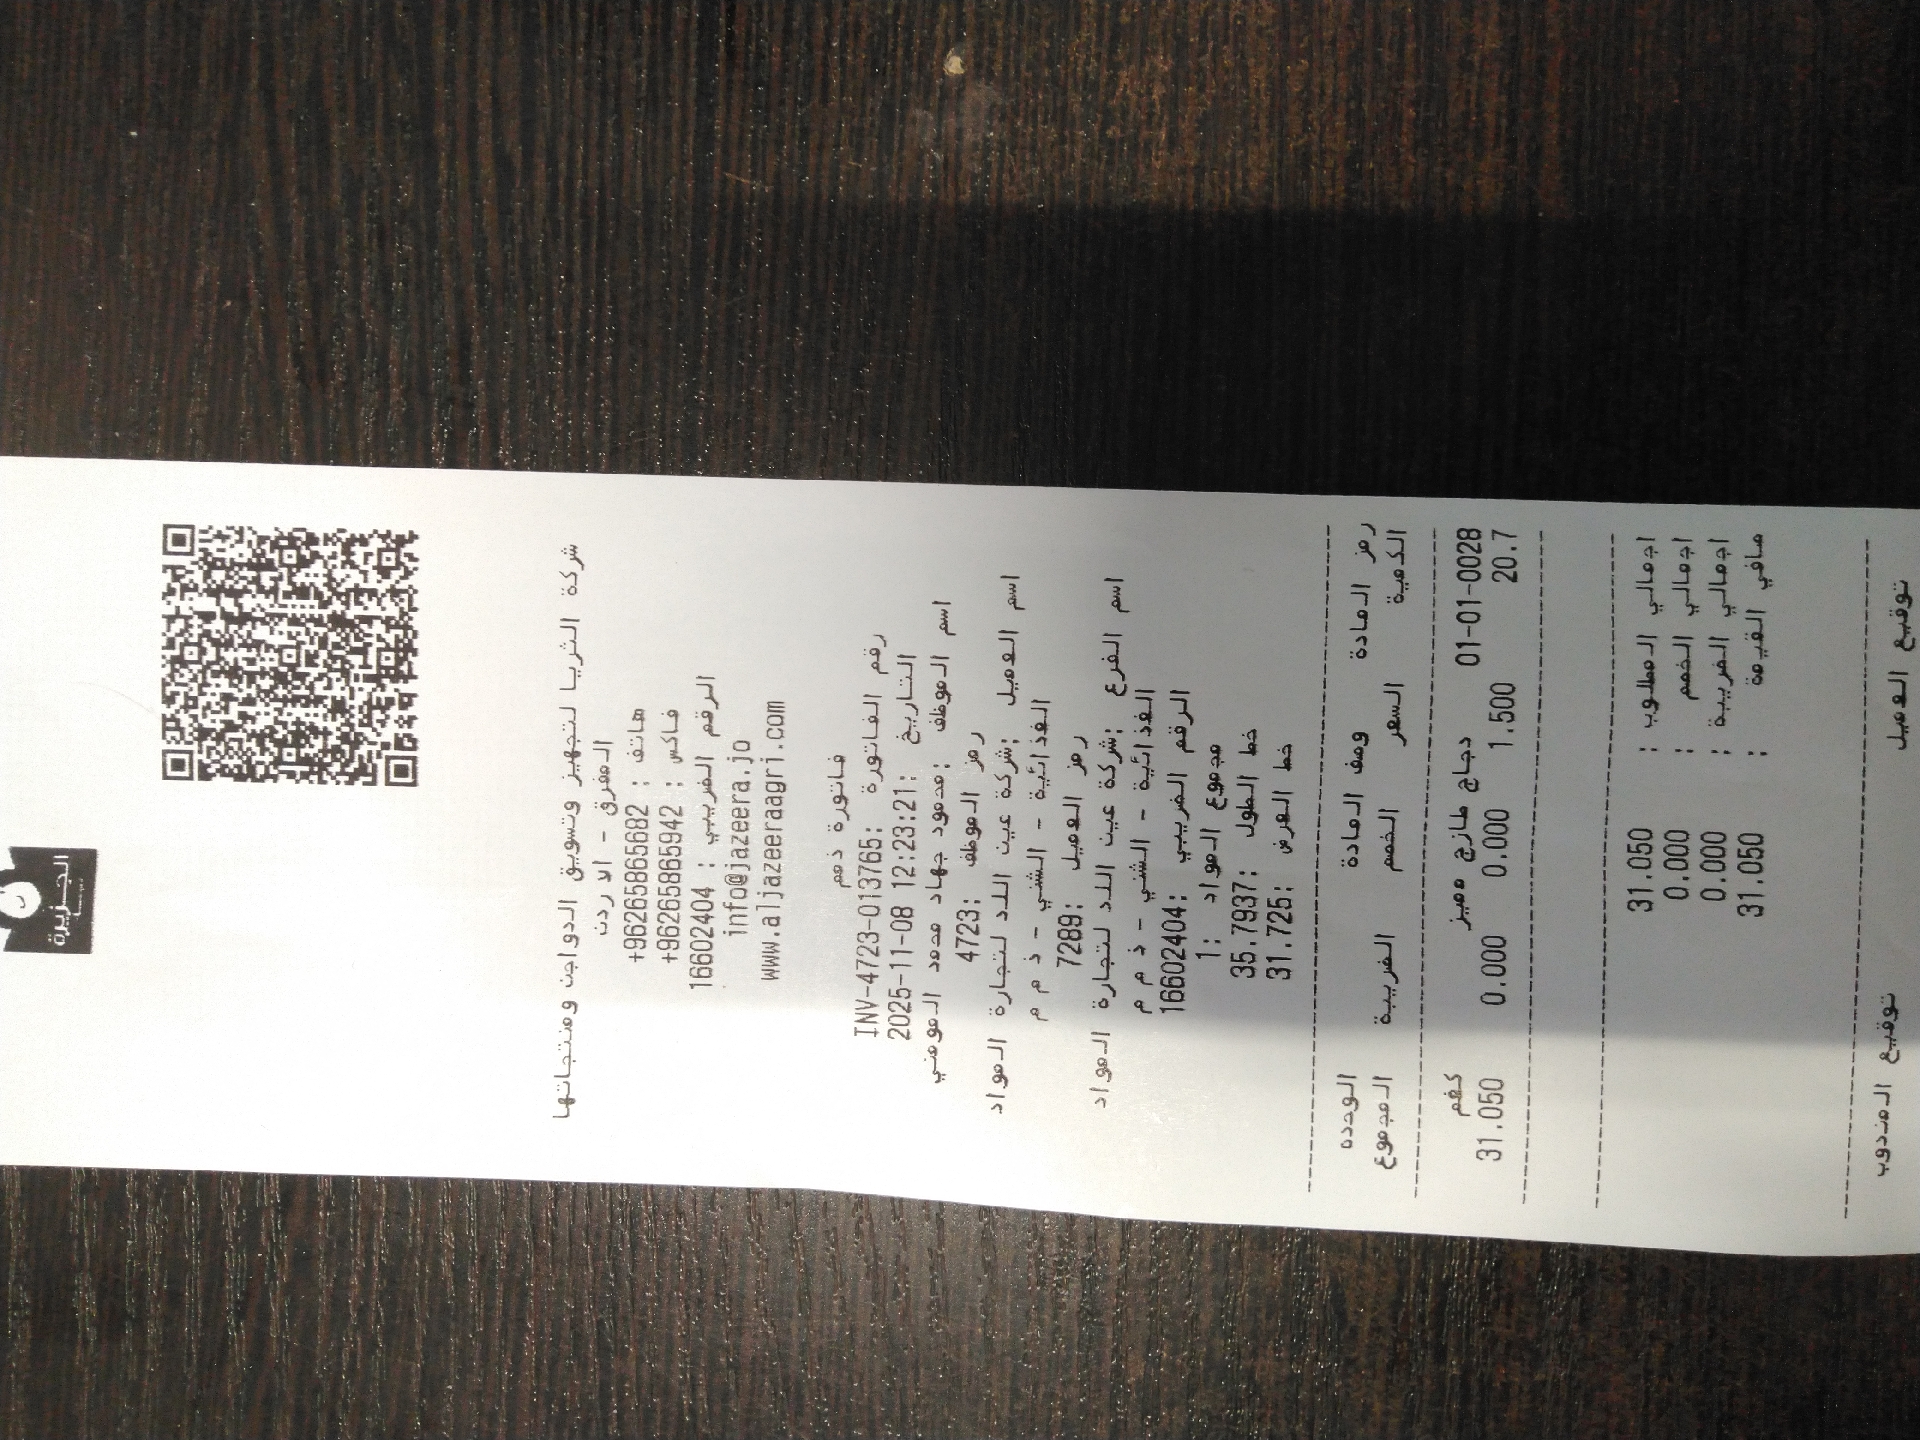 الجزيرة
شركة الثريا لتجهيز وتسويق الدواجن ومنتجاتها
المفرق - الاردن
هاتف : +96265865682
فاكس : +96265865942
الرقم الضريبي : 16602404
info@jazeera.jo
www.aljazeeraagri.com
فاتورة ذمم
رقم الفاتورة :INV-4723-013765
التاريخ :2025-11-08 12:23:21
اسم الموظف :محمود جهاد محمد المومني
رمز الموظف :4723
اسم العميل :شركة عين اللد لتجارة المواد
الغذائية - الشني - ذ م م
رمز العميل :7289
اسم الفرع :شركة عين اللد لتجارة المواد
الغذائية - الشني - ذ م م
الرقم الضريبي :16602404
مجموع المواد :1
خط الطول :35.7937
خط العرض :31.725
رمز المادة وصف المادة الوحدة
الكمية السعر الخصم الضريبة المجموع
01-01-0028 دجاج طازج مميز كغم
20.7 1.500 0.000 0.000 31.050
اجمالي المطلوب : 31.050
اجمالي الخصم : 0.000
اجمالي الضريبة : 0.000
صافي القيمة : 31.050
توقيع العميل توقيع المندوب